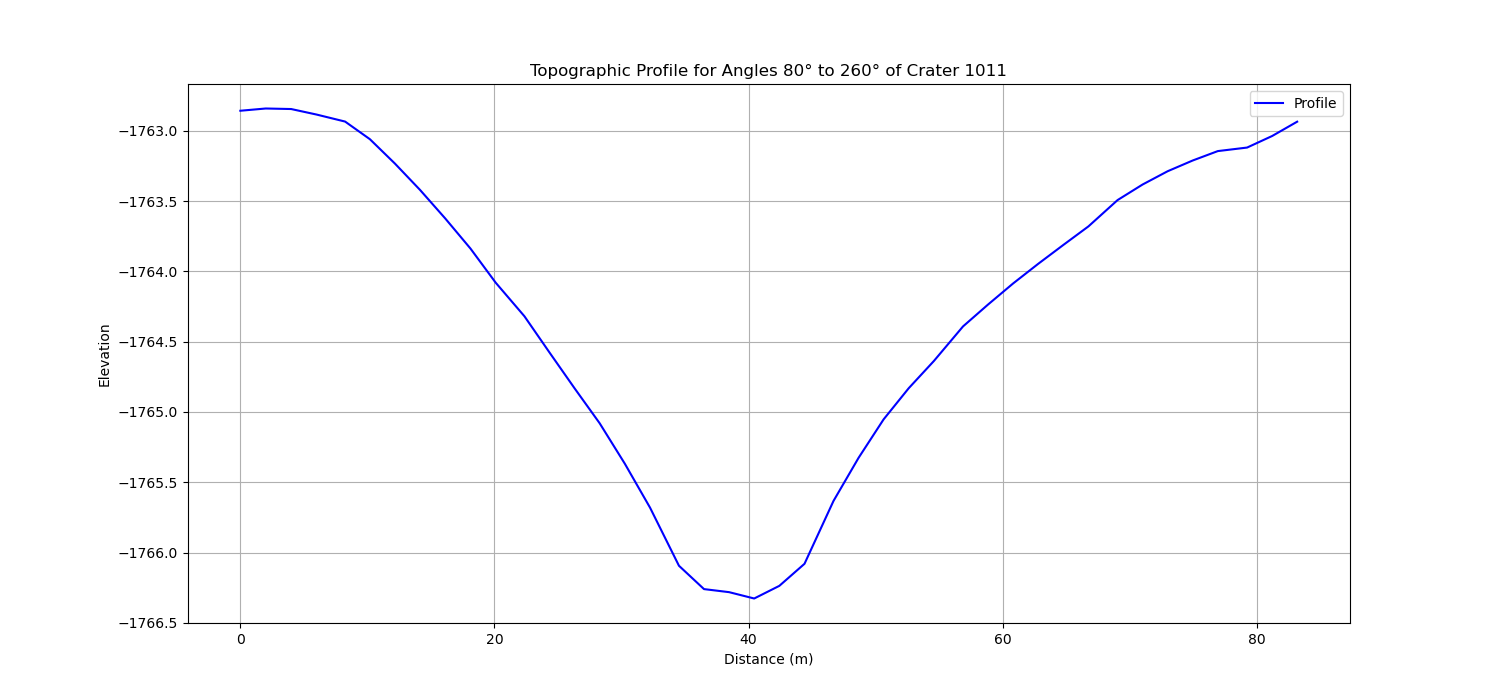 Topographic Profile for Angles 80° to 260° of Crater 1011
Profile
−1763.0
−1763.5
−1764.0
−1764.5
−1765.0
−1765.5
−1766.0
−1766.5
Elevation
0 20 40 60 80
Distance (m)